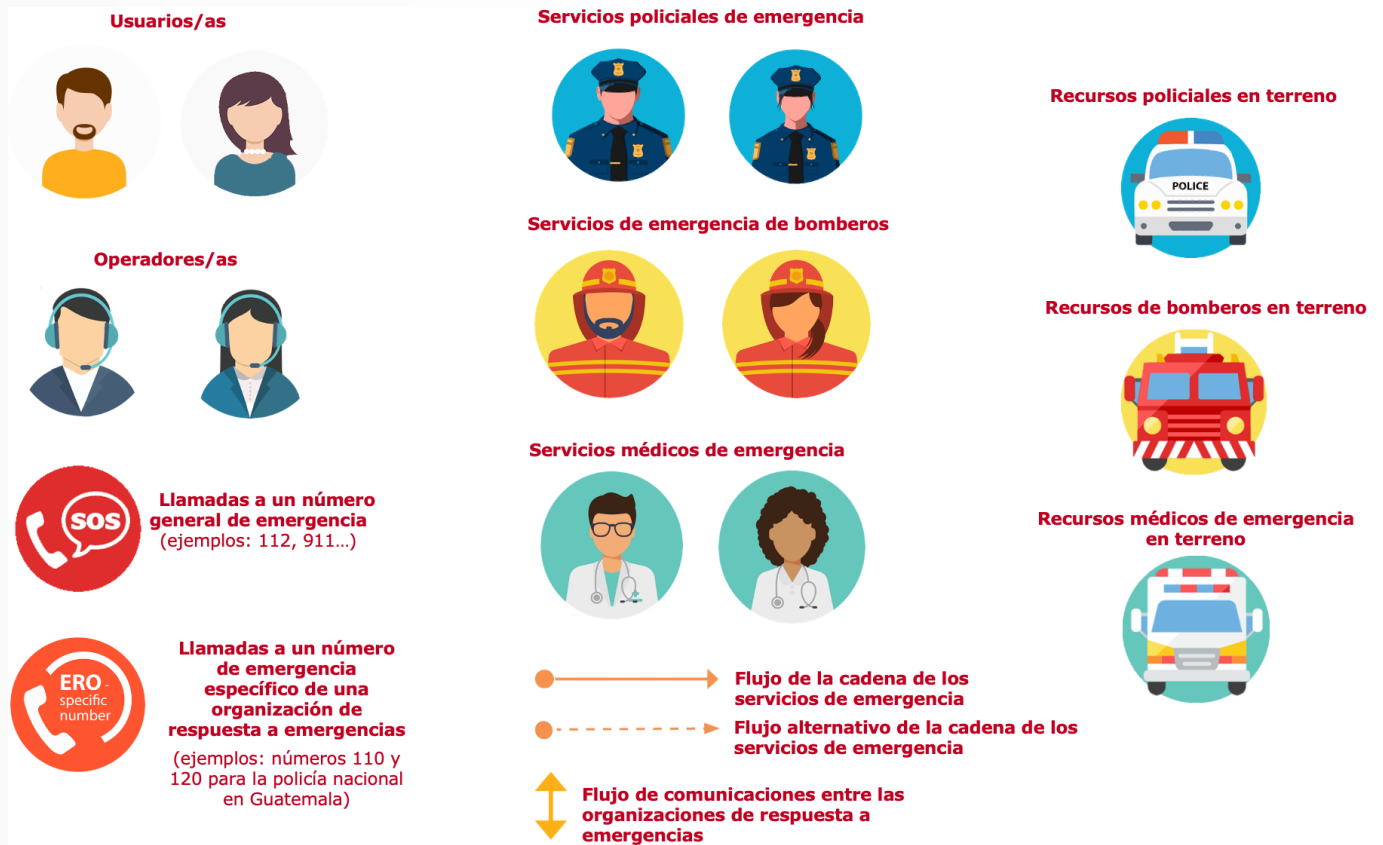 Usuarios/as
Operadores/as
SOS
Llamadas a un número
general de emergencia
(ejemplos: 112, 911…)
ERO -
specific
number
Llamadas a un número
de emergencia
específico de una
organización de
respuesta a emergencias
(ejemplos: números 110 y
120 para la policía nacional
en Guatemala)
Servicios policiales de emergencia
Servicios de emergencia de bomberos
Servicios médicos de emergencia
Flujo de la cadena de los
servicios de emergencia
Flujo alternativo de la cadena de los
servicios de emergencia
Flujo de comunicaciones entre las
organizaciones de respuesta a
emergencias
Recursos policiales en terreno
POLICE
Recursos de bomberos en terreno
Recursos médicos de emergencia
en terreno